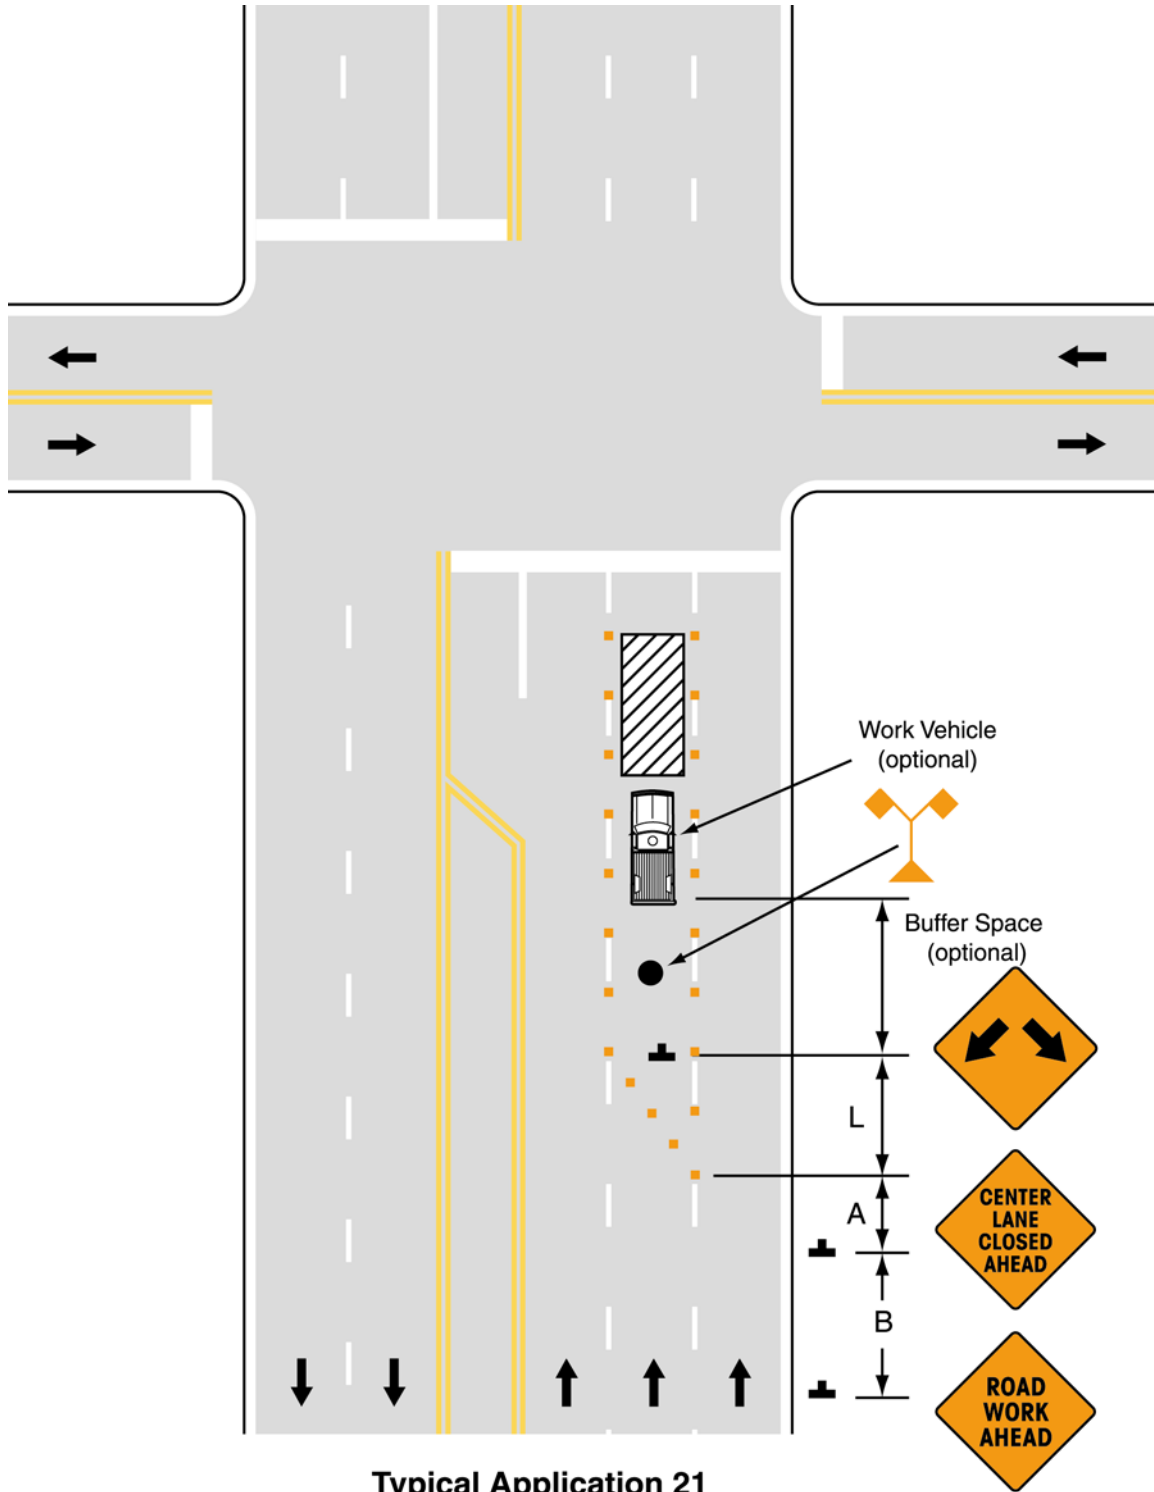 Work Vehicle
(optional)
Buffer Space
(optional)
L
A
CENTER
LANE
CLOSED
AHEAD
B
ROAD
WORK
AHEAD
Typical Application 21